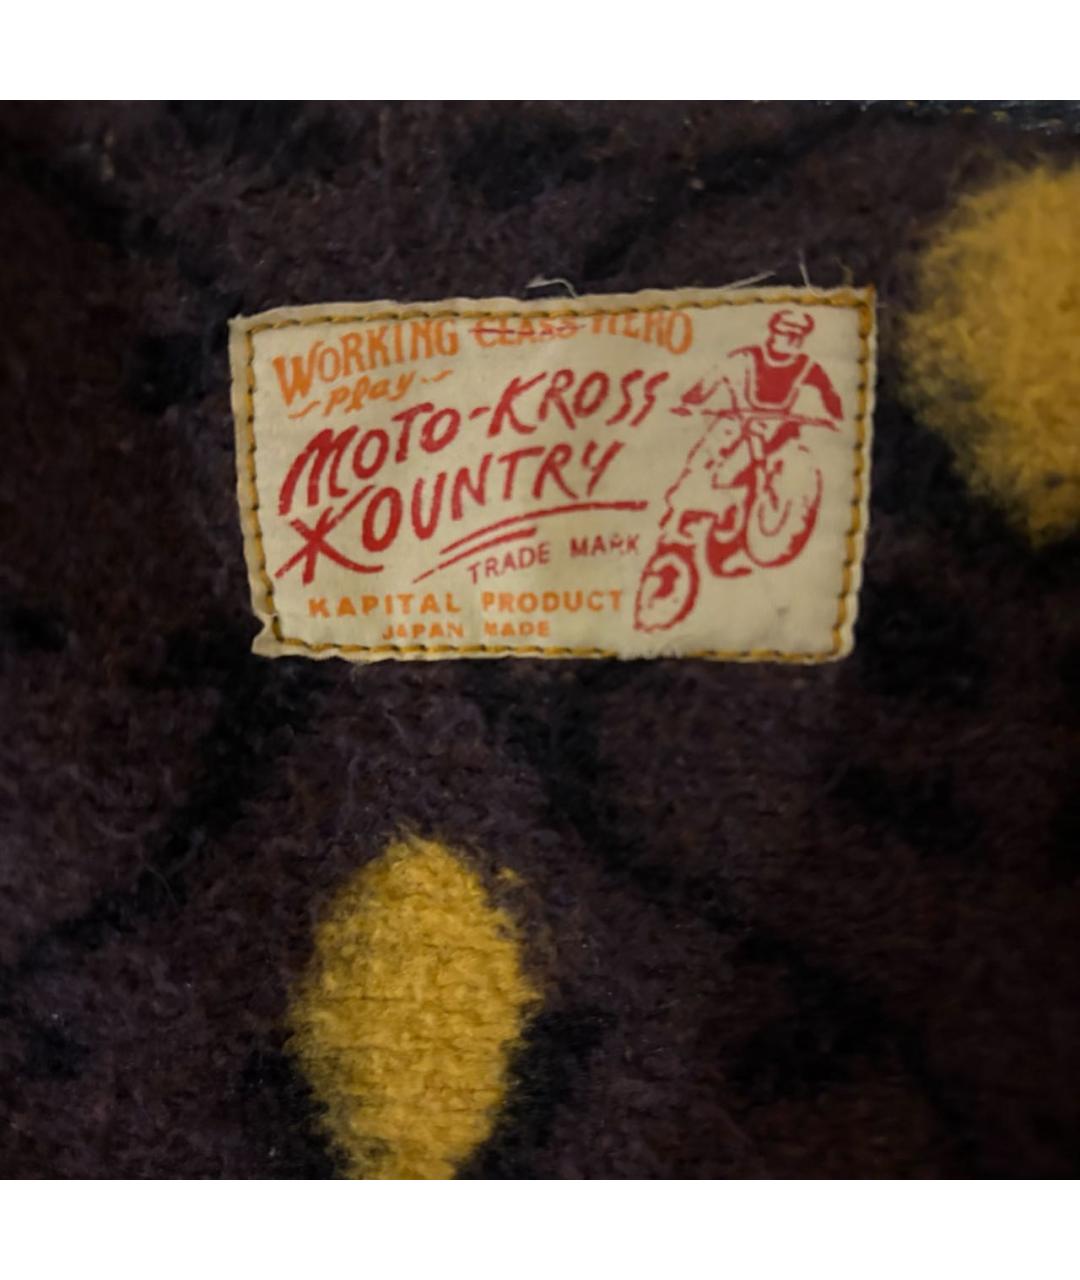 WORKING CLASS HERO
~play~
MOTO-KROSS
KOUNTRY
TRADE MARK
KAPITAL PRODUCT
JAPAN MADE